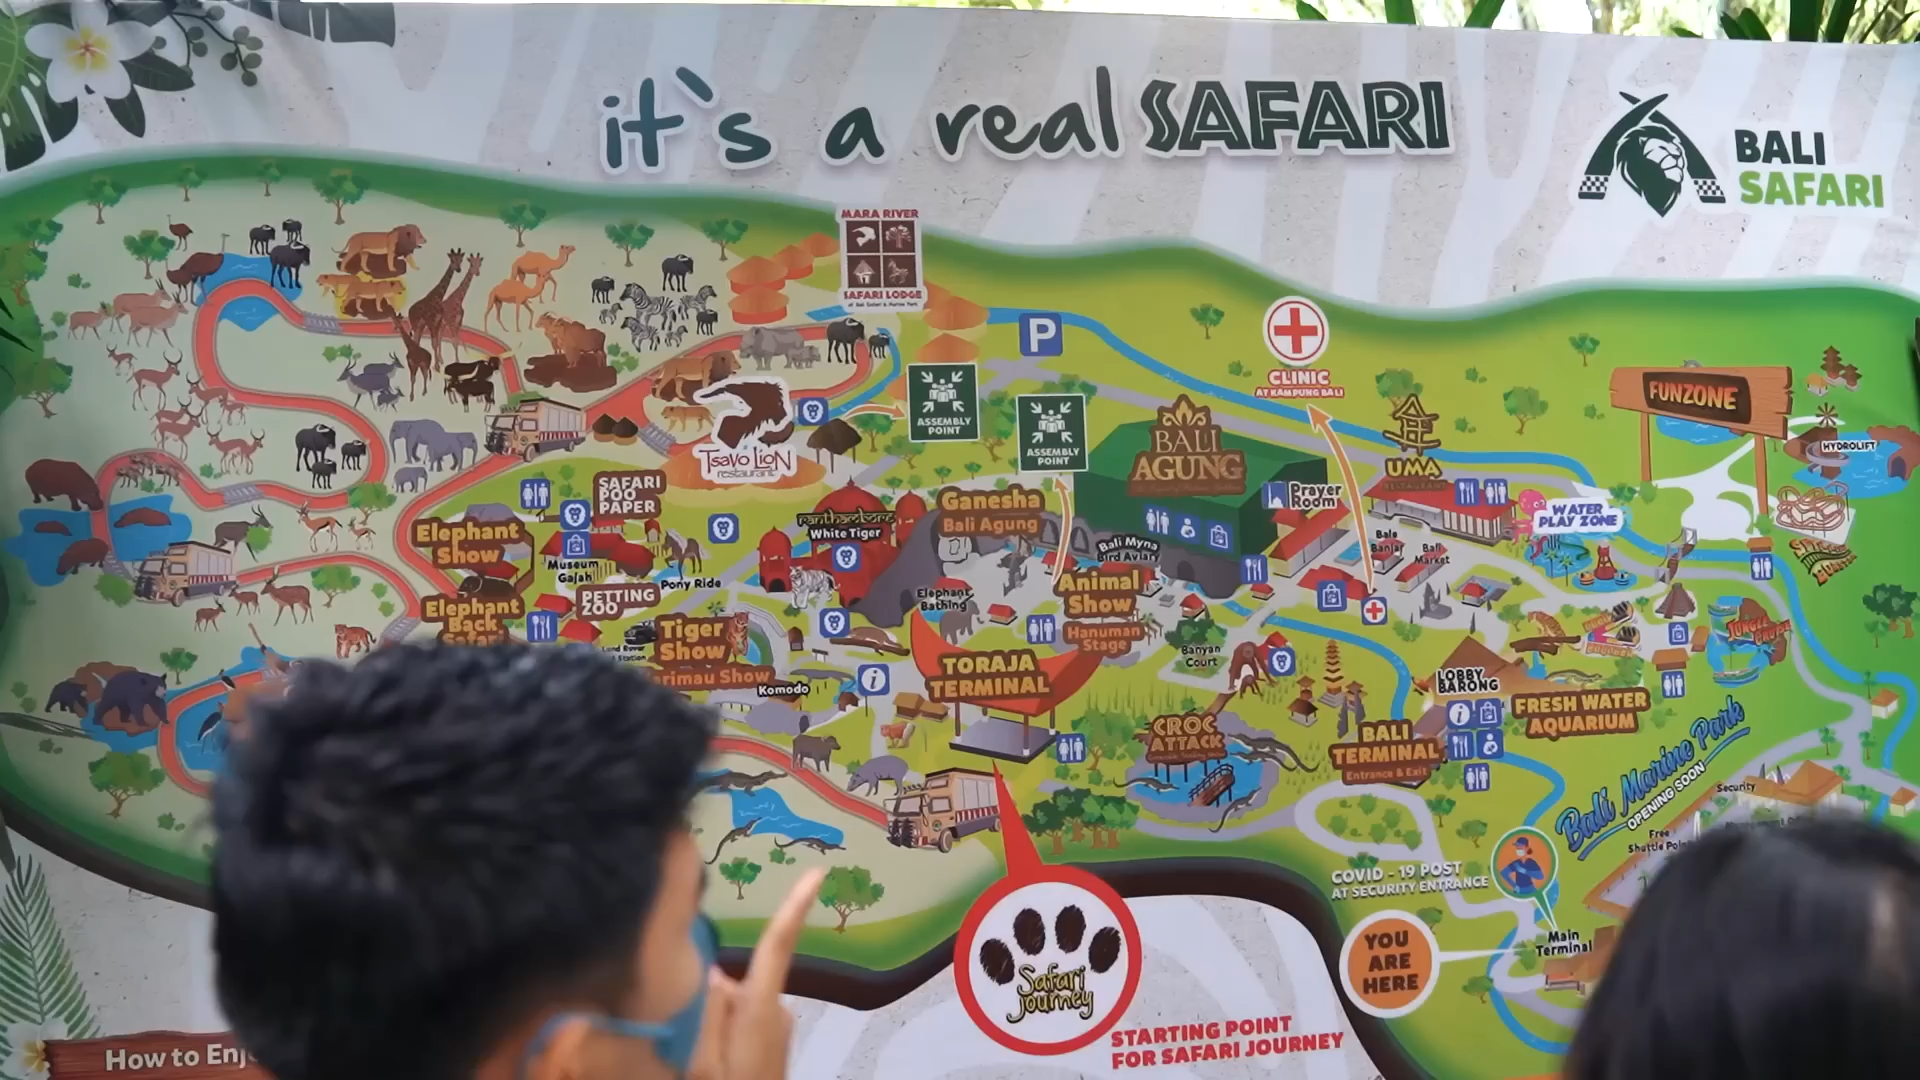 it's a real SAFARI
BALI
SAFARI
MARA RIVER
SAFARI LODGE
P
CLINIC
AT KAMPUNG BALI
FUNZONE
HYDROLIFT
ASSEMBLY
POINT
ASSEMBLY
POINT
BALI
AGUNG
UMA
RESTAURANT
TSAVO LION
restaurant
SAFARI
POO
PAPER
Elephant
Show
Museum
Gajah
Pony Ride
PETTING
ZOO
ranthambore
White Tiger
Ganesha
Bali Agung
Prayer
Room
WATER
PLAY ZONE
Bali Myna
Bird Aviary
Bale
Banjar
Bali
Market
Elephant
Bathing
Animal
Show
Hanuman
Stage
Elephant
Back
Safari
Tiger
Show
rimau Show
Komodo
i
TORAJA
TERMINAL
Banyan
Court
JUNGLE
CRUISE
LOBBY
BARONG
i
FRESH WATER
AQUARIUM
CROC
ATTACK
BALI
TERMINAL
Entrance & Exit
Bali Marine Park
OPENING SOON
Security
Free
COVID - 19 POST
AT SECURITY ENTRANCE
YOU
ARE
HERE
Main
Terminal
Safari
Journey
STARTING POINT
FOR SAFARI JOURNEY
How to Enj